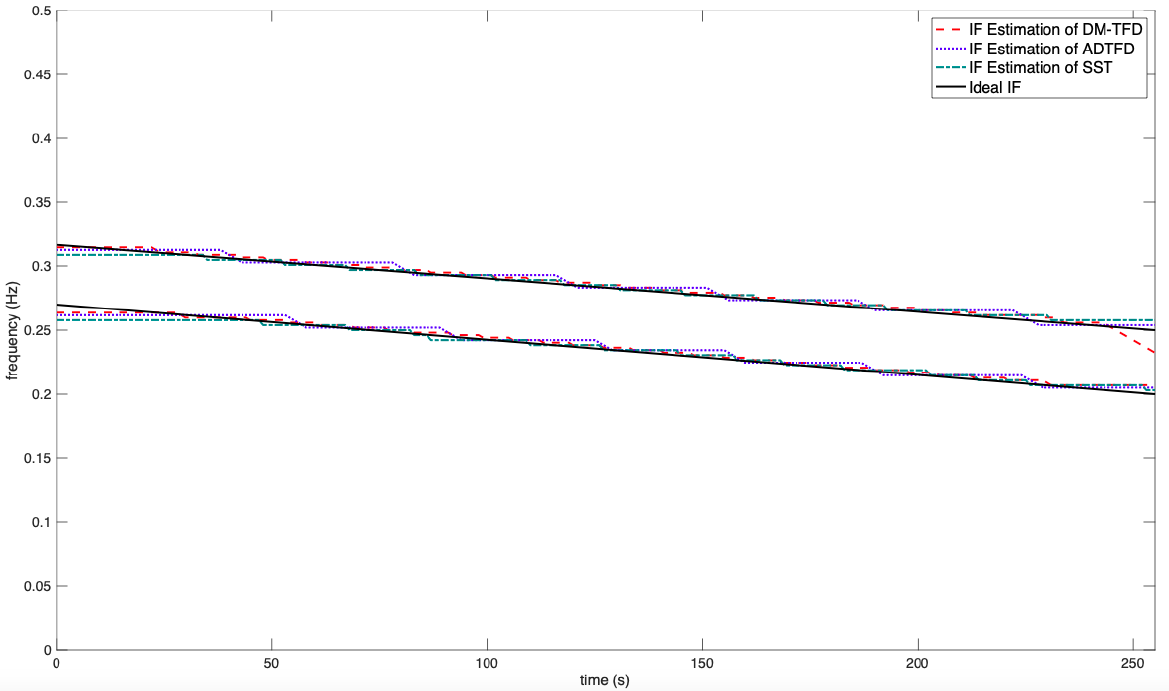 0.5
0.45
0.4
0.35
0.3
0.25
0.2
0.15
0.1
0.05
0
frequency (Hz)
IF Estimation of DM-TFD
IF Estimation of ADTFD
IF Estimation of SST
Ideal IF
0 50 100 150 200 250
time (s)